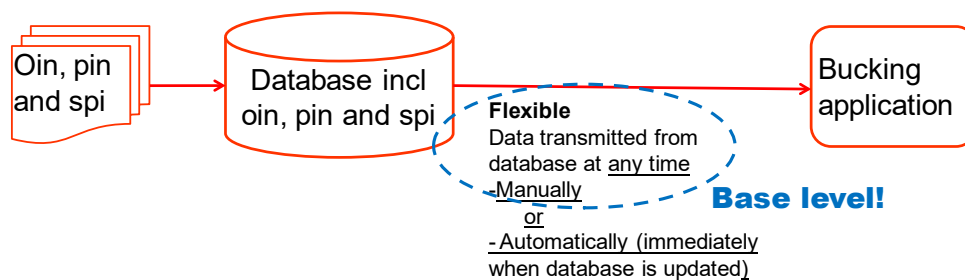 Oin, pin
and spi
Database incl
oin, pin and spi
Bucking
application
Flexible
Data transmitted from
database at any time
-Manually
or
- Automatically (immediately
when database is updated)
Base level!